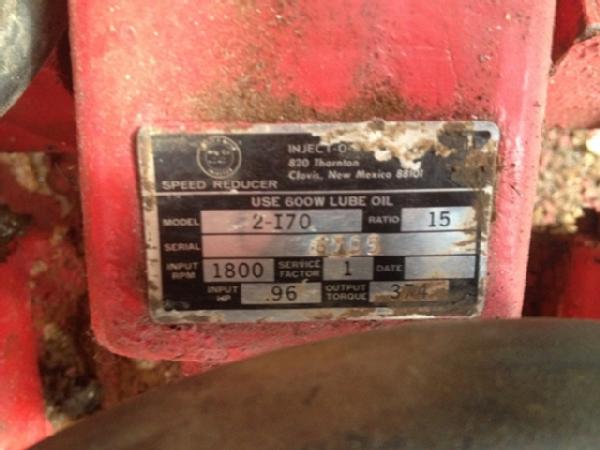 INJECT-O
820 Thornton
Clovis, New Mexico 88101
SPEED REDUCER
USE 600W LUBE OIL
MODEL 2-170 RATIO 15
SERIAL
INPUT RPM 1800 SERVICE FACTOR 1 DATE
INPUT HP .96 OUTPUT TORQUE